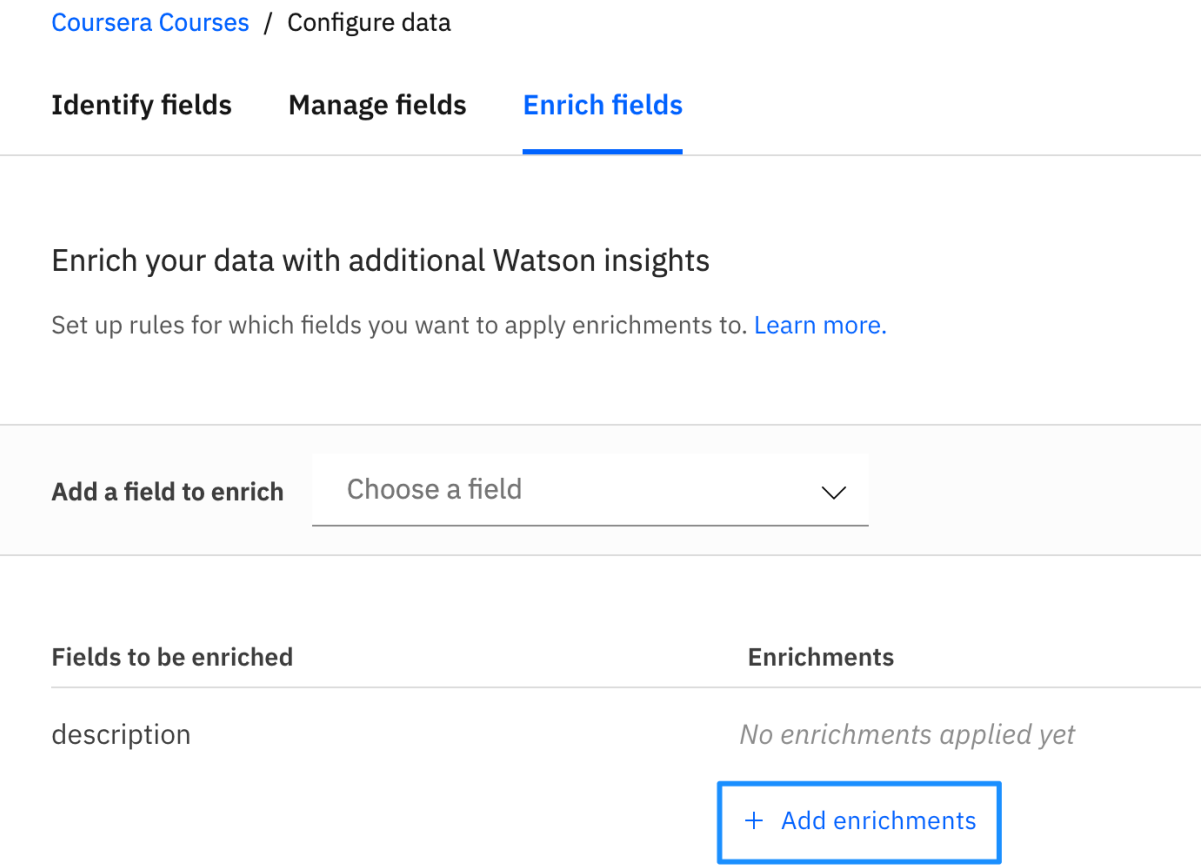 Coursera Courses / Configure data
Identify fields Manage fields Enrich fields
Enrich your data with additional Watson insights
Set up rules for which fields you want to apply enrichments to. Learn more.
Add a field to enrich Choose a field
Fields to be enriched Enrichments
description No enrichments applied yet
+ Add enrichments